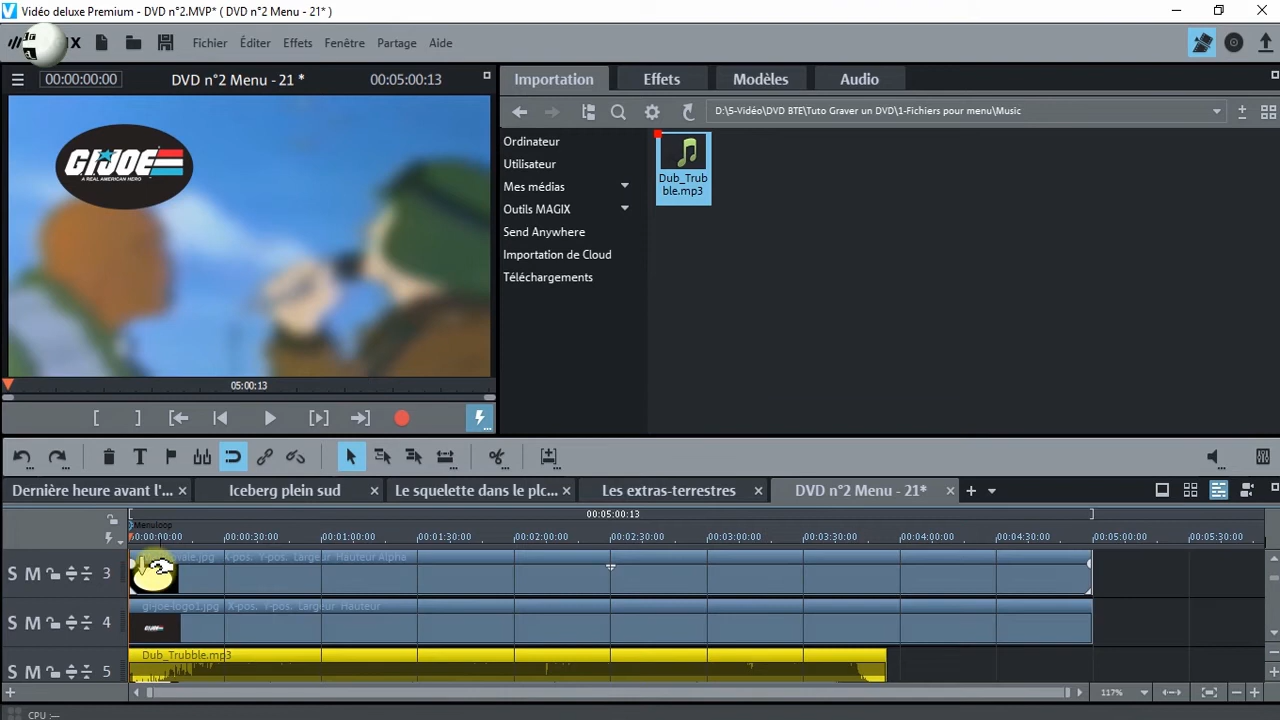 Vidéo deluxe Premium - DVD n°2.MVP* ( DVD n°2 Menu - 21* )
Fichier Éditer Effets Fenêtre Partage Aide
00:00:00:00 DVD n°2 Menu - 21 * 00:05:00:13
Importation Effets Modèles Audio
D:\5-Vidéo\DVD BTE\Tuto Graver un DVD\1-Fichiers pour menu\Music
Ordinateur
Utilisateur
Mes médias
Outils MAGIX
Send Anywhere
Importation de Cloud
Téléchargements
Dub_Trub
ble.mp3
G.I.JOE
A REAL AMERICAN HERO
05:00:13
Dernière heure avant l'... Iceberg plein sud Le squelette dans le plc... Les extras-terrestres DVD n°2 Menu - 21*
00:05:00:13
Menuloop
00:00:00:00 00:00:30:00 00:01:00:00 00:01:30:00 00:02:00:00 00:02:30:00 00:03:00:00 00:03:30:00 00:04:00:00 00:05:00:00 00:05:30:00
X-pos. Y-pos. Largeur Hauteur Alpha
S M 3
gi-joe-logo1.jpg X-pos. Y-pos. Largeur Hauteur
S M 4
Dub_Trubble.mp3
S M 5
117%
CPU :---